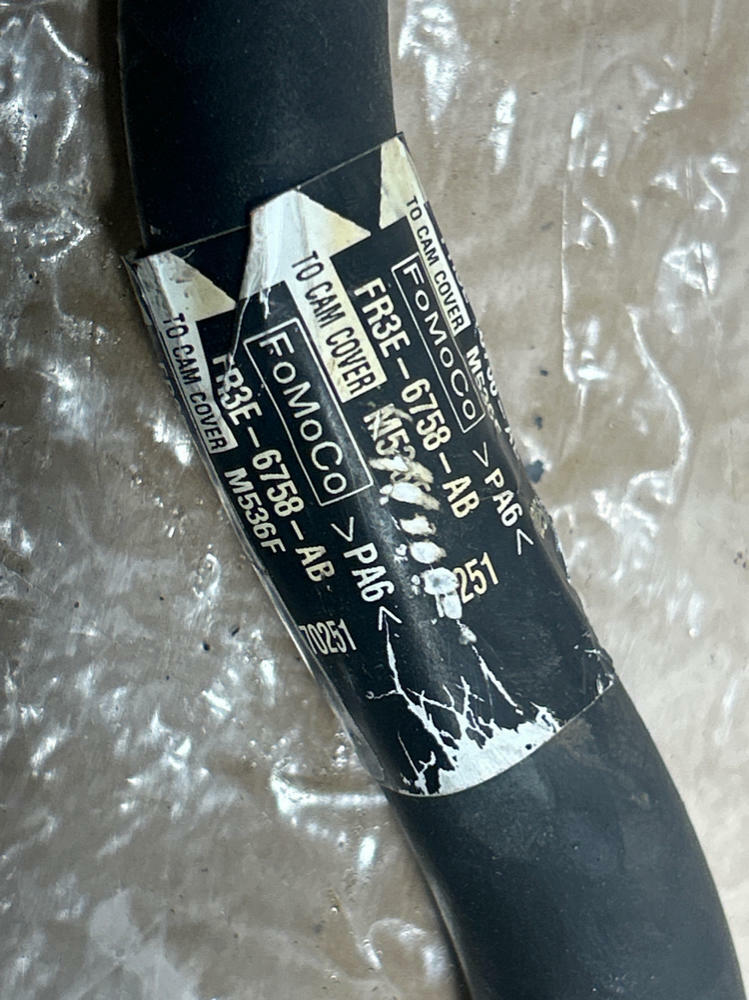 TO CAM COVER
FR3E-6758-AB
M536F
70251
FoMoCo
>PA6<
TO CAM COVER
FR3E-6758-AB
251
FoMoCo
>PA6<
TO CAM COVER